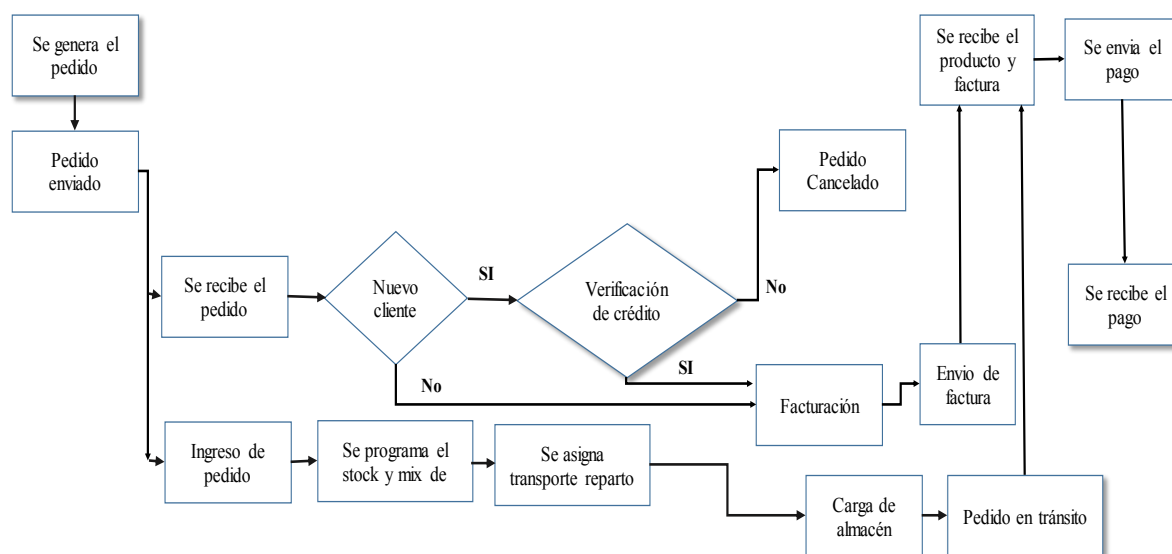 Se genera el
pedido
Pedido
enviado
Se recibe el
producto y
factura
Se envia el
pago
Pedido
Cancelado
Se recibe el
pedido
Nuevo
cliente
SI
Verificación
de crédito
No
Se recibe el
pago
SI
No
Facturación
Envio de
factura
Ingreso de
pedido
Se programa el
stock y mix de
Se asigna
transporte reparto
Carga de
almacén
Pedido en tránsito